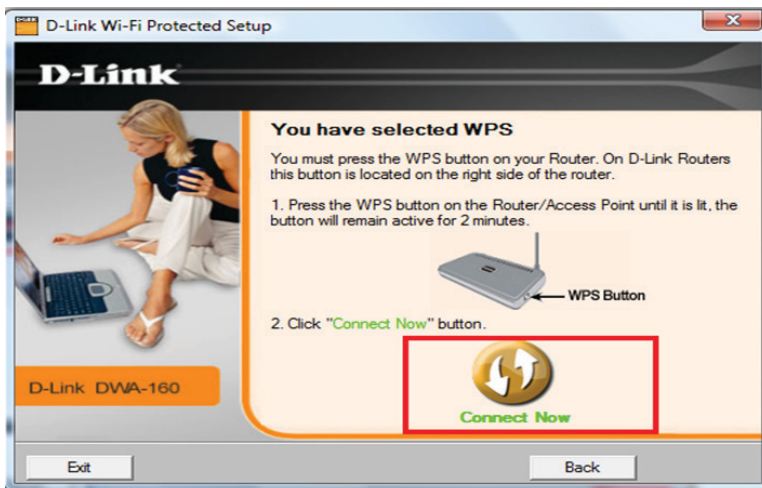 D-Link Wi-Fi Protected Setup
D-Link
You have selected WPS
You must press the WPS button on your Router. On D-Link Routers
this button is located on the right side of the router.
1. Press the WPS button on the Router/Access Point until it is lit, the
button will remain active for 2 minutes.
WPS Button
2. Click "Connect Now" button.
Connect Now
D-Link DWA-160
Exit
Back